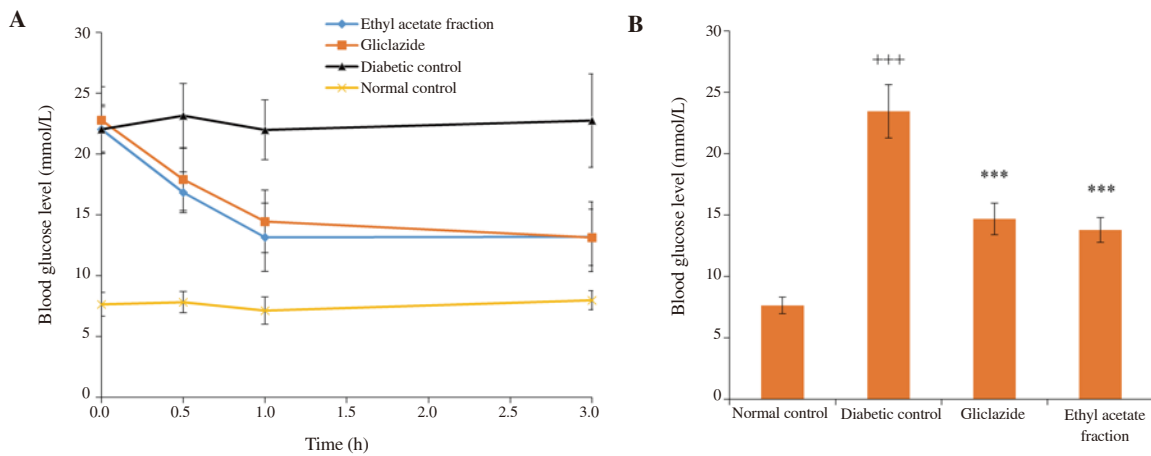 A
Ethyl acetate fraction
Gliclazide
Diabetic control
Normal control
Blood glucose level (mmol/L)
30
25
20
15
10
5
0
0.0 0.5 1.0 1.5 2.0 2.5 3.0
Time (h)
B
Blood glucose level (mmol/L)
30
25
20
15
10
5
0
+++
***
***
Normal control Diabetic control Gliclazide Ethyl acetate
fraction